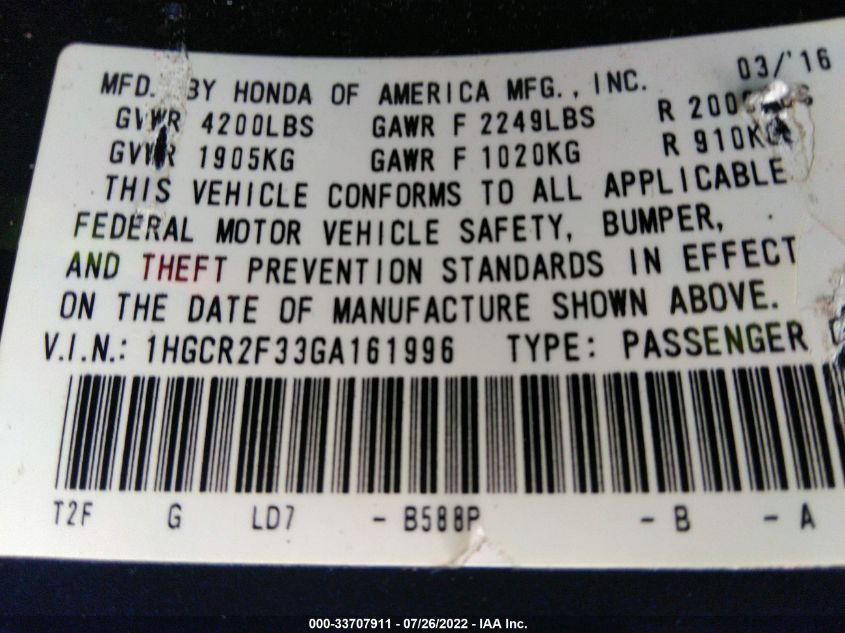 MFD. BY HONDA OF AMERICA MFG., INC. 03/'16
GVWR 4200LBS GAWR F 2249LBS R
GVWR 1905KG GAWR F 1020KG R 910KG
THIS VEHICLE CONFORMS TO ALL APPLICABLE
FEDERAL MOTOR VEHICLE SAFETY, BUMPER,
AND THEFT PREVENTION STANDARDS IN EFFECT
ON THE DATE OF MANUFACTURE SHOWN ABOVE.
V.I.N.: 1HGCR2F33GA161996 TYPE: PASSENGER
T2F G LD7 - B588P - B - A
000-33707911 - 07/26/2022 - IAA Inc.